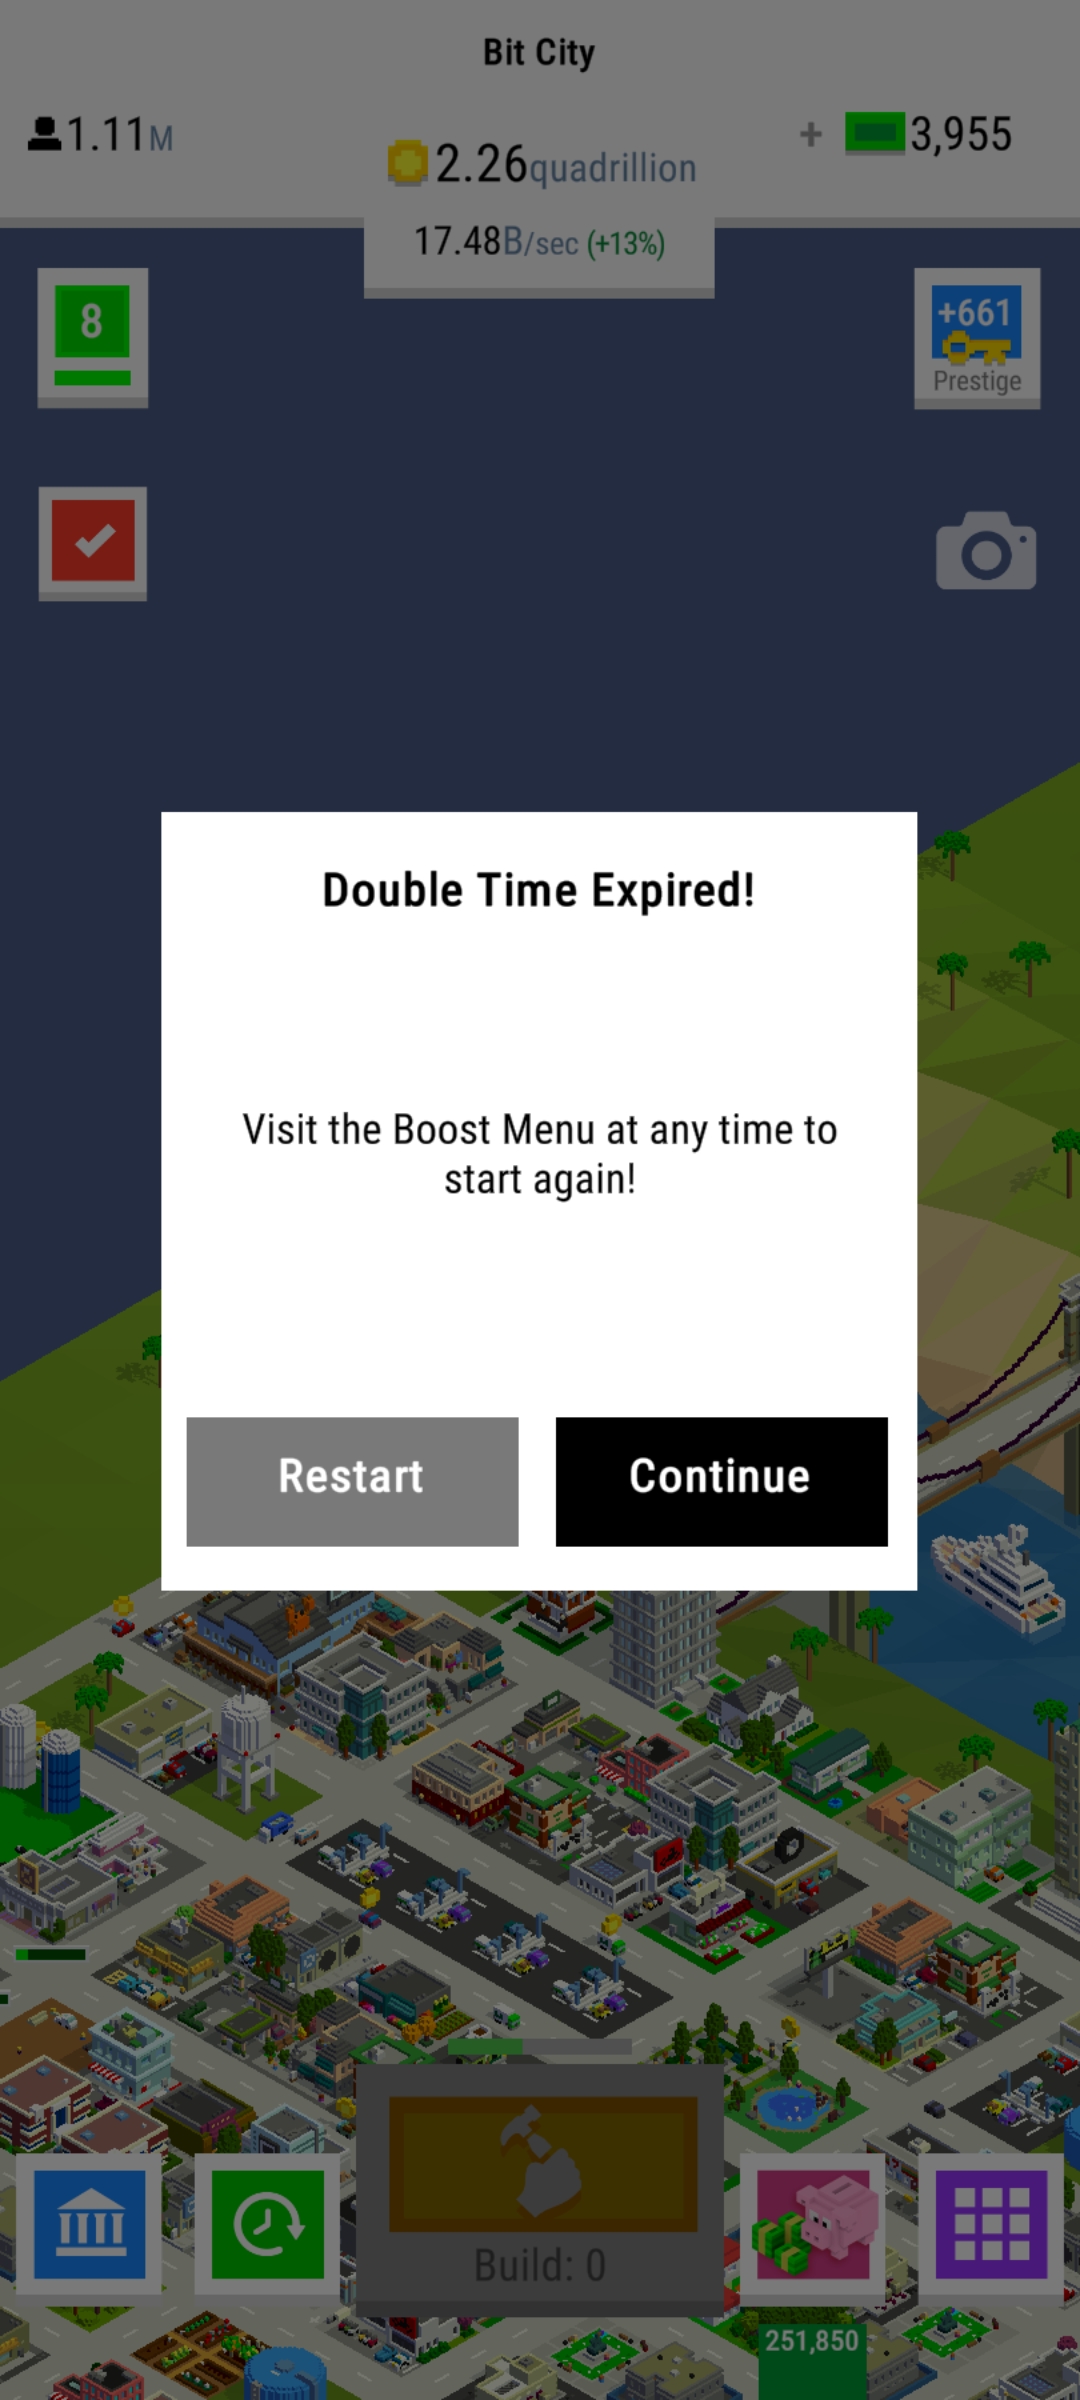 Bit City
1.11M
2.26quadrillion
+ 3,955
17.48B/sec (+13%)
8
+661
Prestige
Double Time Expired!
Visit the Boost Menu at any time to
start again!
Restart
Continue
Build: 0
251,850